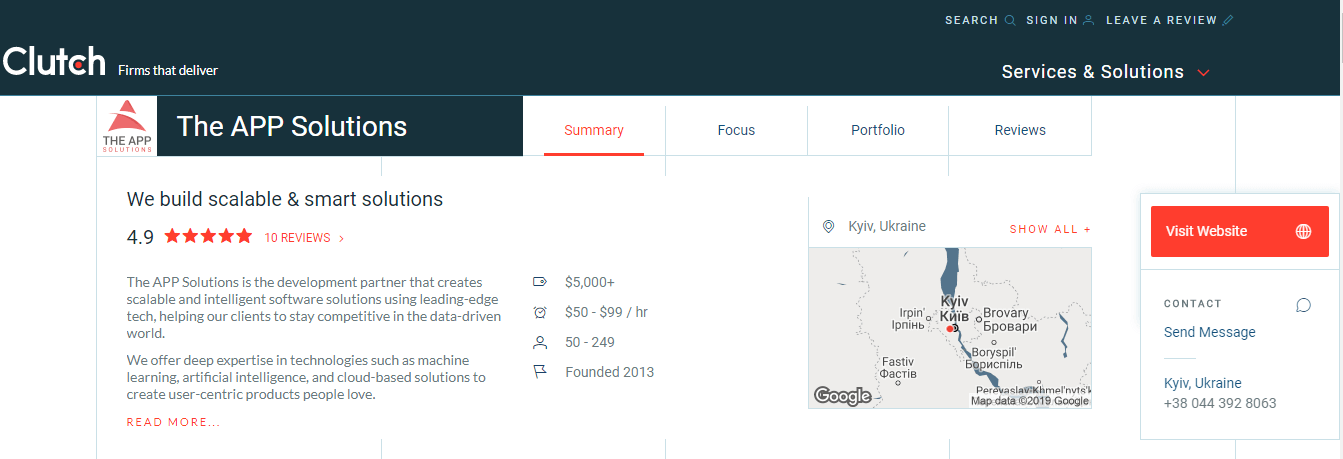 SEARCH SIGN IN LEAVE A REVIEW
Clutch Firms that deliver
Services & Solutions
THE APP
SOLUTIONS
The APP Solutions
Summary
Focus
Portfolio
Reviews
We build scalable & smart solutions
4.9 10 REVIEWS >
The APP Solutions is the development partner that creates
scalable and intelligent software solutions using leading-edge
tech, helping our clients to stay competitive in the data-driven
world.
We offer deep expertise in technologies such as machine
learning, artificial intelligence, and cloud-based solutions to
create user-centric products people love.
READ MORE...
$5,000+
$50 - $99 / hr
50 - 249
Founded 2013
Kyiv, Ukraine
SHOW ALL +
Kyiv
Київ
Irpin'
Ірпінь
Brovary
Бровари
Boryspil'
Бориспіль
Fastiv
Фастів
Pereyaslav-Khmel'nyts'k
Google
Map data ©2019 Google
Visit Website
CONTACT
Send Message
Kyiv, Ukraine
+38 044 392 8063